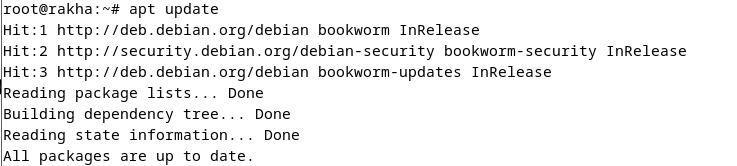 root@rakha:~# apt update
Hit:1 http://deb.debian.org/debian bookworm InRelease
Hit:2 http://security.debian.org/debian-security bookworm-security InRelease
Hit:3 http://deb.debian.org/debian bookworm-updates InRelease
Reading package lists... Done
Building dependency tree... Done
Reading state information... Done
All packages are up to date.